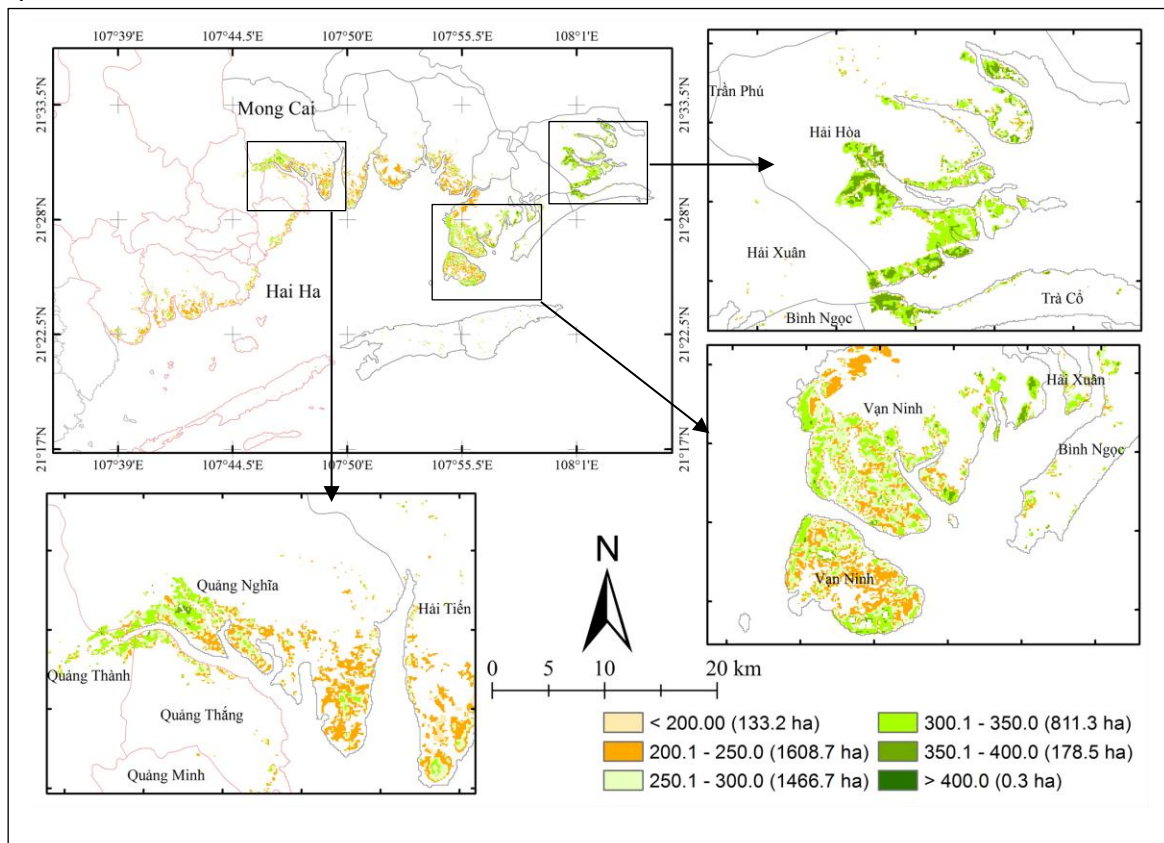 107°39'E 107°44.5'E 107°50'E 107°55.5'E 108°1'E
21°33.5'N 21°33.5'N
21°28'N 21°28'N
21°22.5'N 21°22.5'N
21°17'N 21°17'N
107°39'E 107°44.5'E 107°50'E 107°55.5'E 108°1'E
Mong Cai
Hai Ha
Trần Phú
Hải Hòa
Hải Xuân
Trà Cổ
Bình Ngọc
Hải Xuân
Vạn Ninh
Bình Ngọc
Vạn Ninh
Quảng Nghĩa
Hải Tiến
Quảng Thành
Quảng Thắng
Quảng Minh
N
0 5 10 20 km
< 200.00 (133.2 ha)
200.1 - 250.0 (1608.7 ha)
250.1 - 300.0 (1466.7 ha)
300.1 - 350.0 (811.3 ha)
350.1 - 400.0 (178.5 ha)
> 400.0 (0.3 ha)